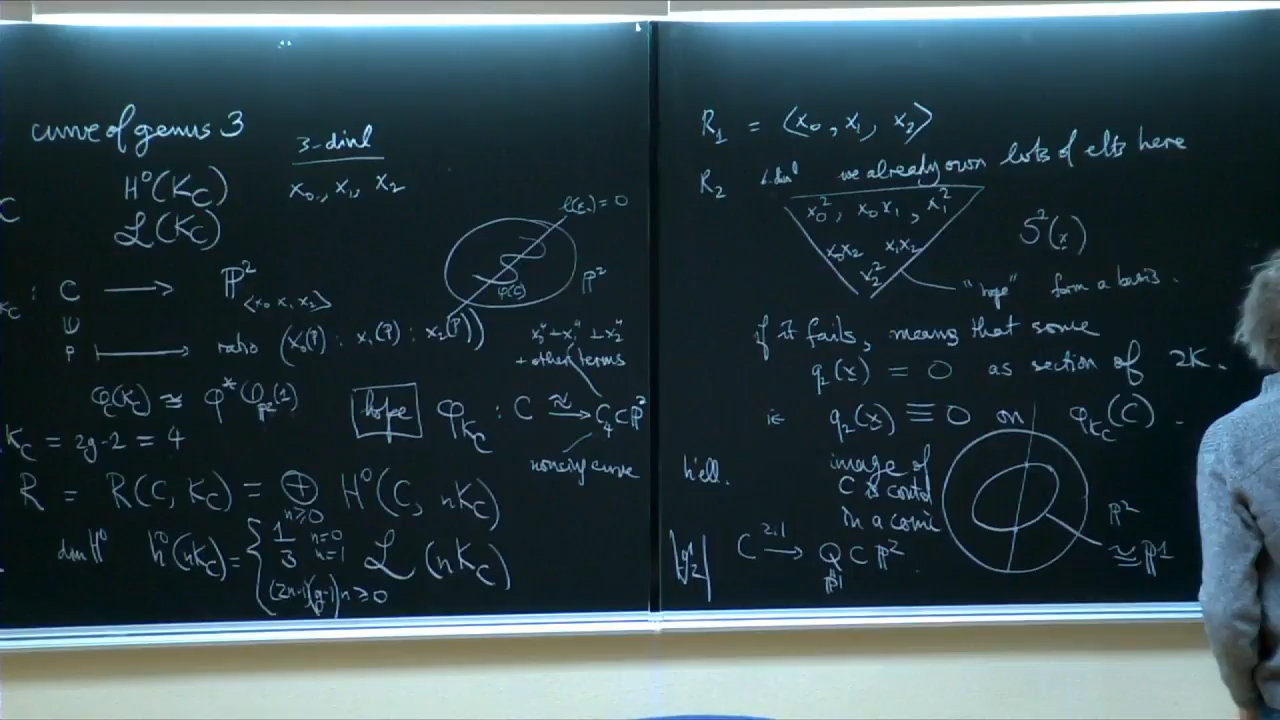 curve of genus 3
3-dim'l
H⁰(K_C)
x₀, x₁, x₂
C
ℒ(K_C)
ℓ(x) = 0
K_C : C ⟶ ℙ²
<x₀ x₁ x₂>
φ(C)
ℙ²
P ⟼ ratio (x₀(P) : x₁(P) : x₂(P))
x₀⁴ + x₁⁴ + x₂⁴
+ other terms
≅ φ*(O_ℙ²(1))
hope φ_{K_C} : C ⥲ C₄ ⊂ ℙ²
K_C = 2g-2 = 4
nonsing curve
R = R(C, K_C) = ⊕_{n≥0} H⁰(C, nK_C)
dim H⁰ h⁰(nK_C) = { 1 n=0
3 n=1
(2n-1)(g-1) n≥0
ℒ(nK_C)
R₁ = <x₀, x₁, x₂>
R₂ 6-dim'l we already own lots of elts here
x₀², x₀x₁, x₁²
x₀x₂ x₁x₂
x₂²
S²(x)
"hope" form a basis.
if it fails, means that some
q₂(x) = 0 as section of 2K.
ie q₂(x) ≡ 0 on φ_{K_C}(C).
h'ell.
image of
C is contd
in a conic
ℙ²
≅ ℙ1
|g¹₂| C ⟶ Q ⊂ ℙ²
2:1
ℙ1